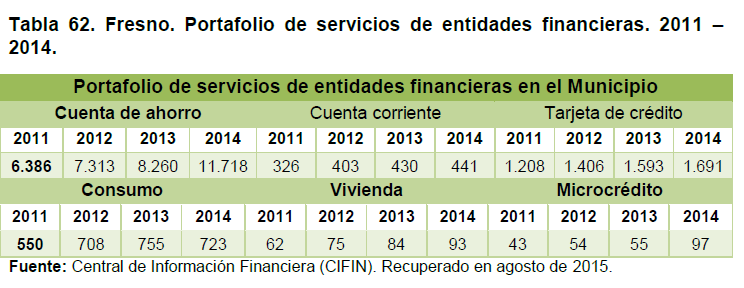 Tabla 62. Fresno. Portafolio de servicios de entidades financieras. 2011 –
2014.
Portafolio de servicios de entidades financieras en el Municipio
Cuenta de ahorro Cuenta corriente Tarjeta de crédito
2011 2012 2013 2014 2011 2012 2013 2014 2011 2012 2013 2014
6.386 7.313 8.260 11.718 326 403 430 441 1.208 1.406 1.593 1.691
Consumo Vivienda Microcrédito
2011 2012 2013 2014 2011 2012 2013 2014 2011 2012 2013 2014
550 708 755 723 62 75 84 93 43 54 55 97
Fuente: Central de Información Financiera (CIFIN). Recuperado en agosto de 2015.